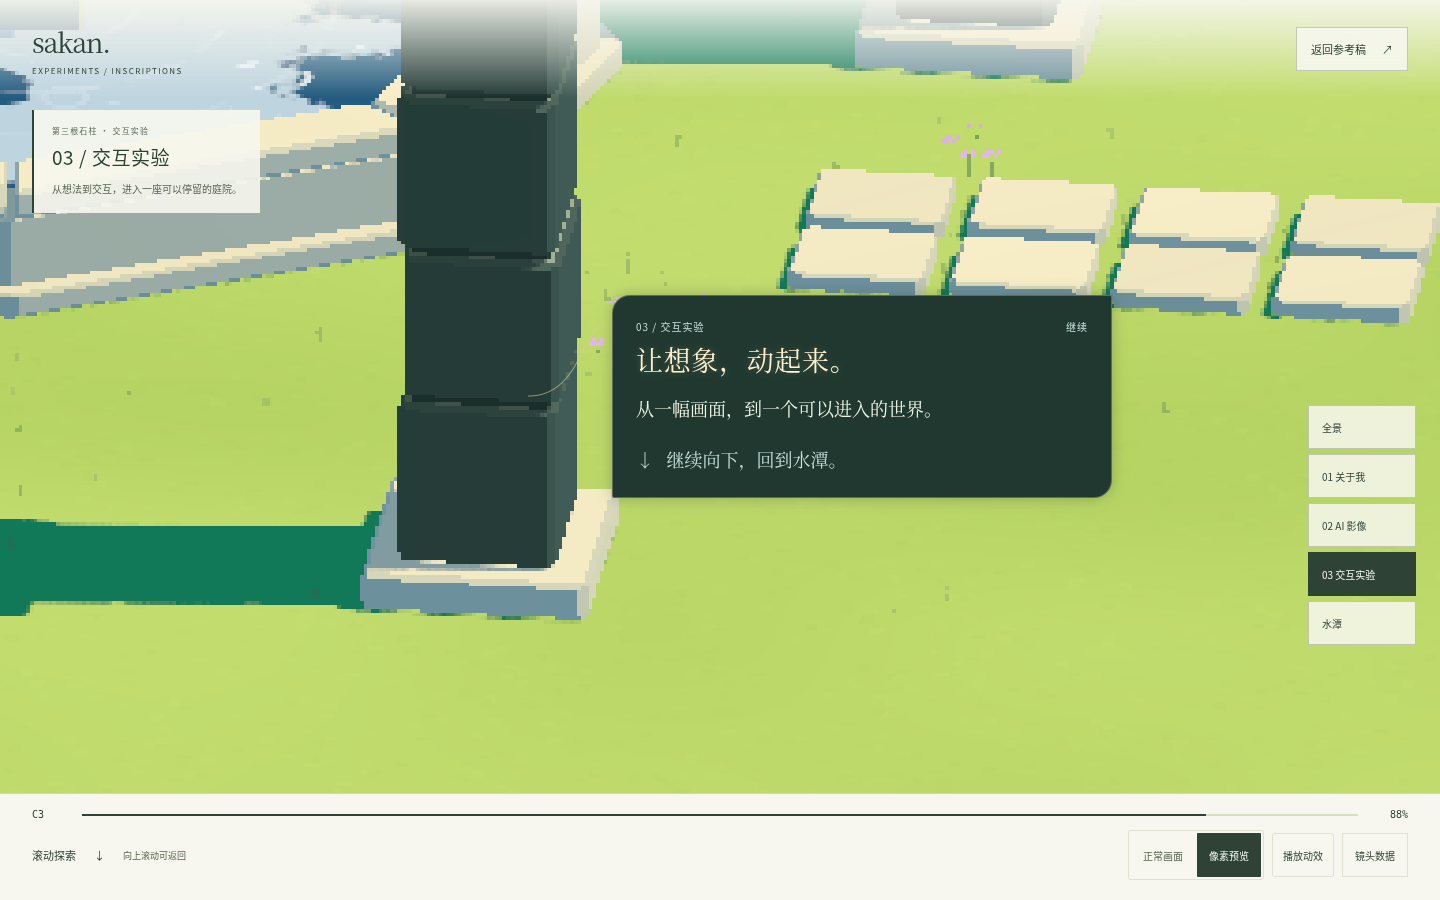 sakan.
EXPERIMENTS / INSCRIPTIONS
返回参考稿 ↗
第三根石柱 · 交互实验
03 / 交互实验
从想法到交互，进入一座可以停留的庭院。
03 / 交互实验
继续
让想象，动起来。
从一幅画面，到一个可以进入的世界。
↓ 继续向下，回到水潭。
全景
01 关于我
02 AI 影像
03 交互实验
水潭
C3
88%
滚动探索 ↓ 向上滚动可返回
正常画面
像素预览
播放动效
镜头数据